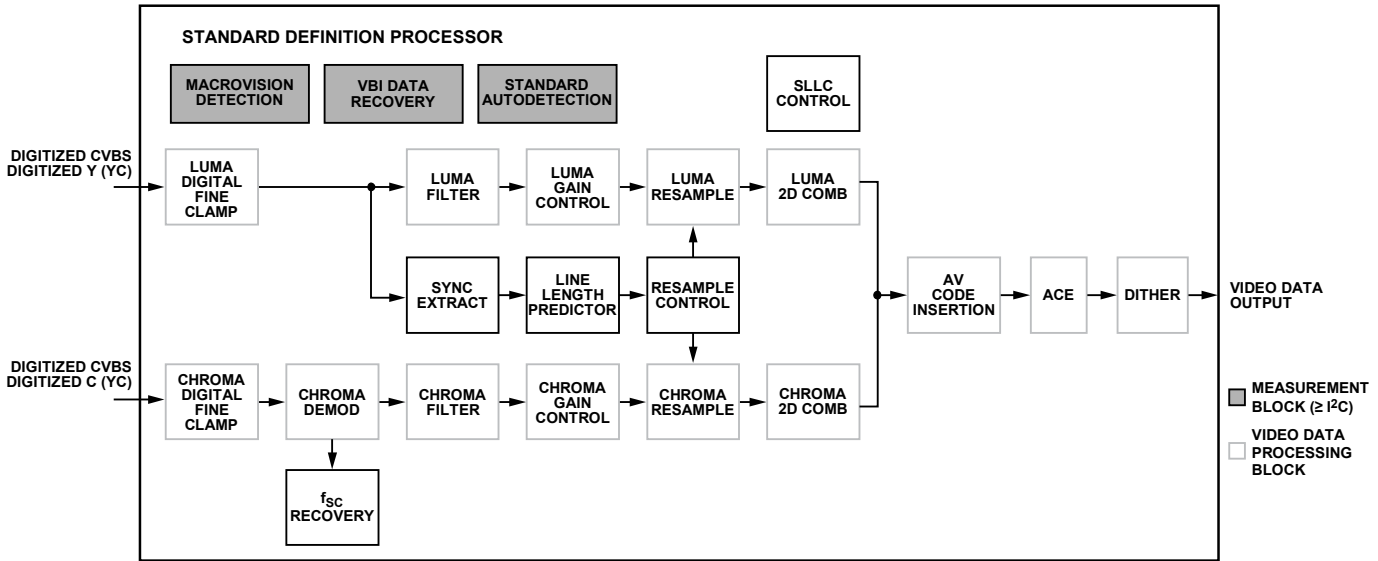 STANDARD DEFINITION PROCESSOR
MACROVISION
DETECTION
VBI DATA
RECOVERY
STANDARD
AUTODETECTION
SLLC
CONTROL
DIGITIZED CVBS
DIGITIZED Y (YC)
LUMA
DIGITAL
FINE
CLAMP
LUMA
FILTER
LUMA
GAIN
CONTROL
LUMA
RESAMPLE
LUMA
2D COMB
SYNC
EXTRACT
LINE
LENGTH
PREDICTOR
RESAMPLE
CONTROL
AV
CODE
INSERTION
ACE
DITHER
VIDEO DATA
OUTPUT
DIGITIZED CVBS
DIGITIZED C (YC)
CHROMA
DIGITAL
FINE
CLAMP
CHROMA
DEMOD
CHROMA
FILTER
CHROMA
GAIN
CONTROL
CHROMA
RESAMPLE
CHROMA
2D COMB
fSC
RECOVERY
MEASUREMENT
BLOCK (≥ I²C)
VIDEO DATA
PROCESSING
BLOCK